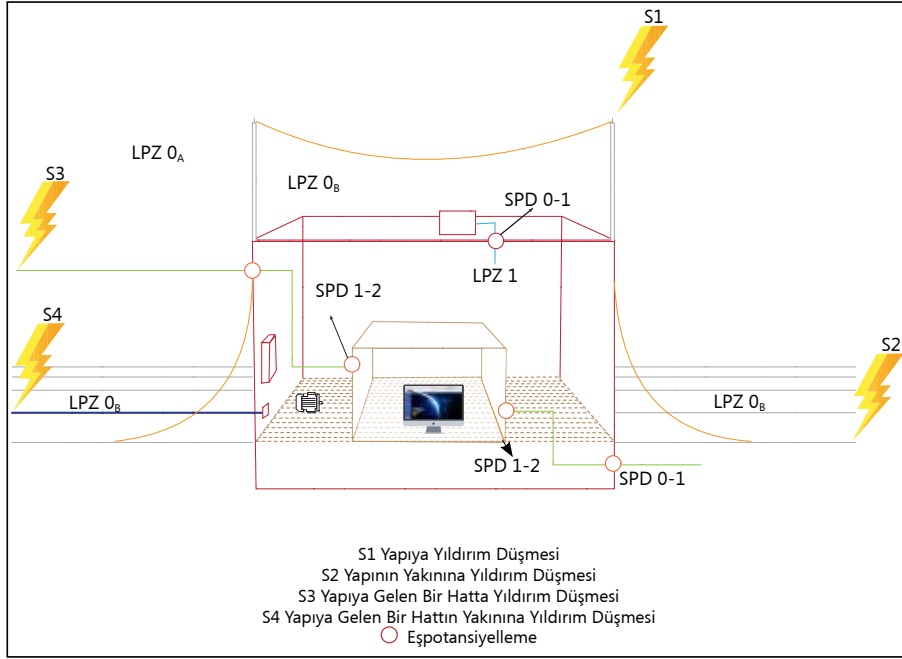 S1
LPZ 0A
S3
LPZ 0B
SPD 0-1
LPZ 1
SPD 1-2
S4
S2
LPZ 0B
LPZ 0B
SPD 1-2
SPD 0-1
S1 Yapıya Yıldırım Düşmesi
S2 Yapının Yakınına Yıldırım Düşmesi
S3 Yapıya Gelen Bir Hatta Yıldırım Düşmesi
S4 Yapıya Gelen Bir Hattın Yakınına Yıldırım Düşmesi
Eşpotansiyelleme